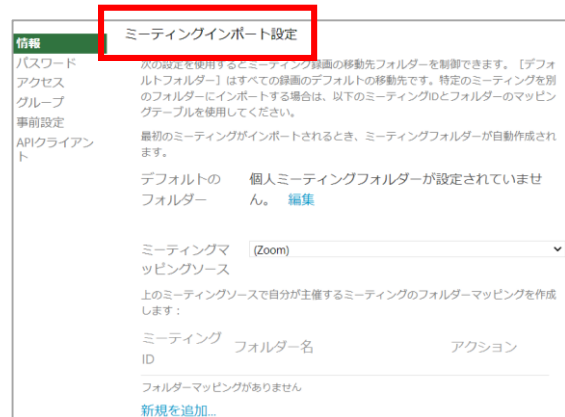 ミーティングインポート設定
情報
パスワード
アクセス
グループ
事前設定
APIクライアン
ト
次の設定を使用するとミーティング録画の移動先フォルダーを制御できます。［デフォ
ルトフォルダー］はすべての録画のデフォルトの移動先です。特定のミーティングを別
のフォルダーにインポートする場合は、以下のミーティングIDとフォルダーのマッピン
グテーブルを使用してください。
最初のミーティングがインポートされるとき、ミーティングフォルダーが自動作成され
ます。
デフォルトの
フォルダー
個人ミーティングフォルダーが設定されていませ
ん。 編集
ミーティングマ
ッピングソース
(Zoom)
上のミーティングソースで自分が主催するミーティングのフォルダーマッピングを作成
します：
ミーティング
ID
フォルダー名
アクション
フォルダーマッピングがありません
新規を追加...